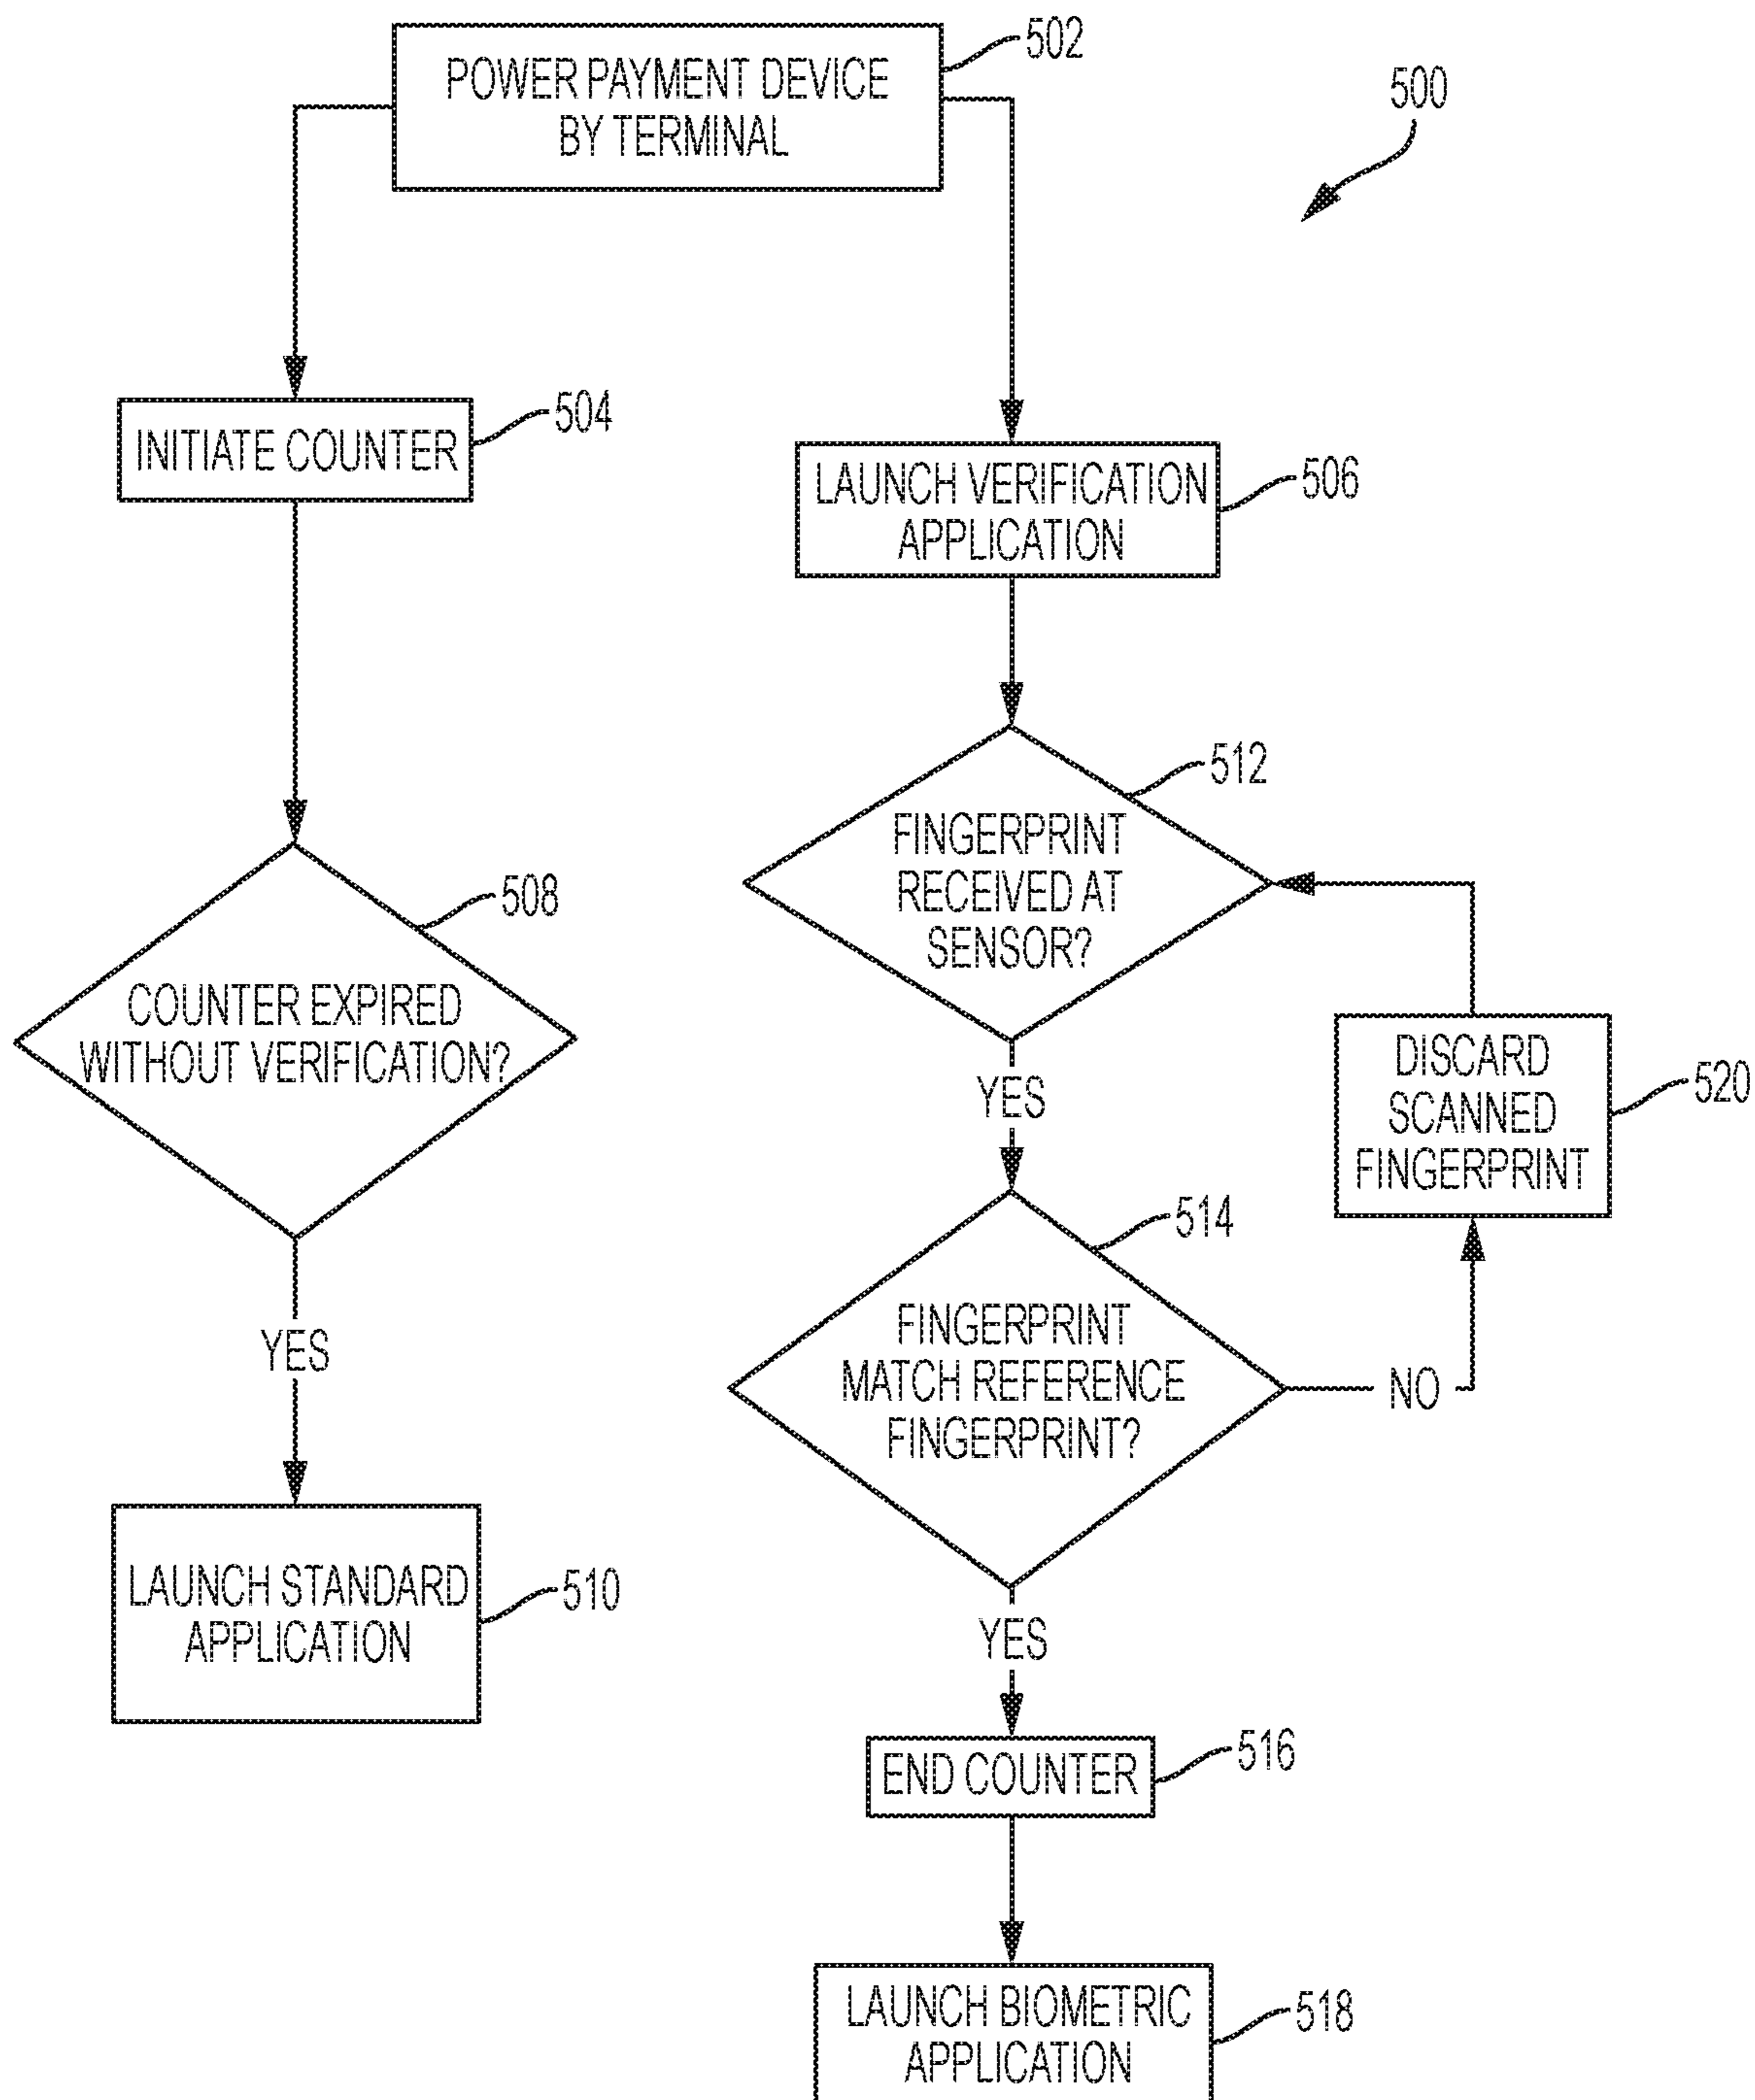 POWER PAYMENT DEVICE
BY TERMINAL
502
500
INITIATE COUNTER
504
LAUNCH VERIFICATION
APPLICATION
506
COUNTER EXPIRED
WITHOUT VERIFICATION?
508
YES
LAUNCH STANDARD
APPLICATION
510
FINGERPRINT
RECEIVED AT
SENSOR?
512
YES
FINGERPRINT
MATCH REFERENCE
FINGERPRINT?
514
NO
DISCARD
SCANNED
FINGERPRINT
520
YES
END COUNTER
516
LAUNCH BIOMETRIC
APPLICATION
518